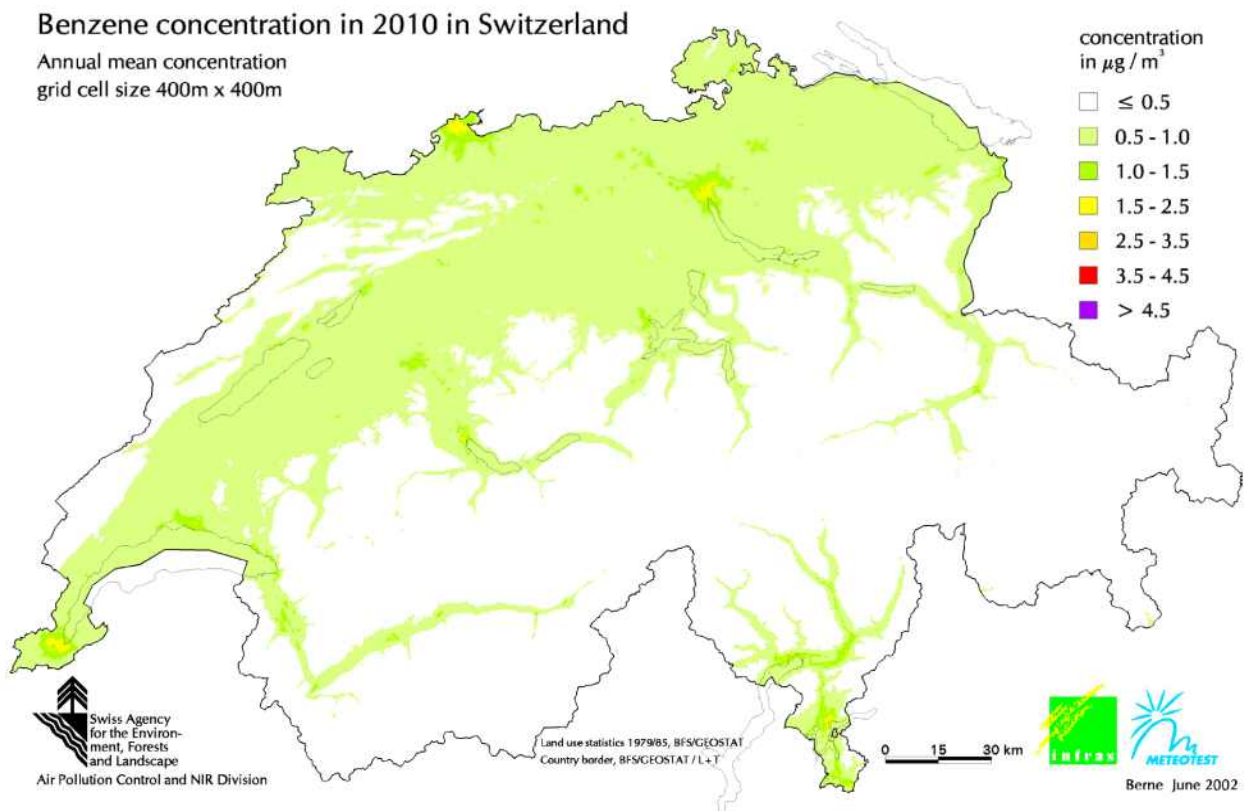 Benzene concentration in 2010 in Switzerland
Annual mean concentration
grid cell size 400m x 400m
concentration
in µg / m³
≤ 0.5
0.5 - 1.0
1.0 - 1.5
1.5 - 2.5
2.5 - 3.5
3.5 - 4.5
> 4.5
Swiss Agency
for the Environ-
ment, Forests
and Landscape
Air Pollution Control and NIR Division
Land use statistics 1979/85, BFS/GEOSTAT
Country border, BFS/GEOSTAT / L+T
0 15 30 km
infras
METEOTEST
Berne June 2002